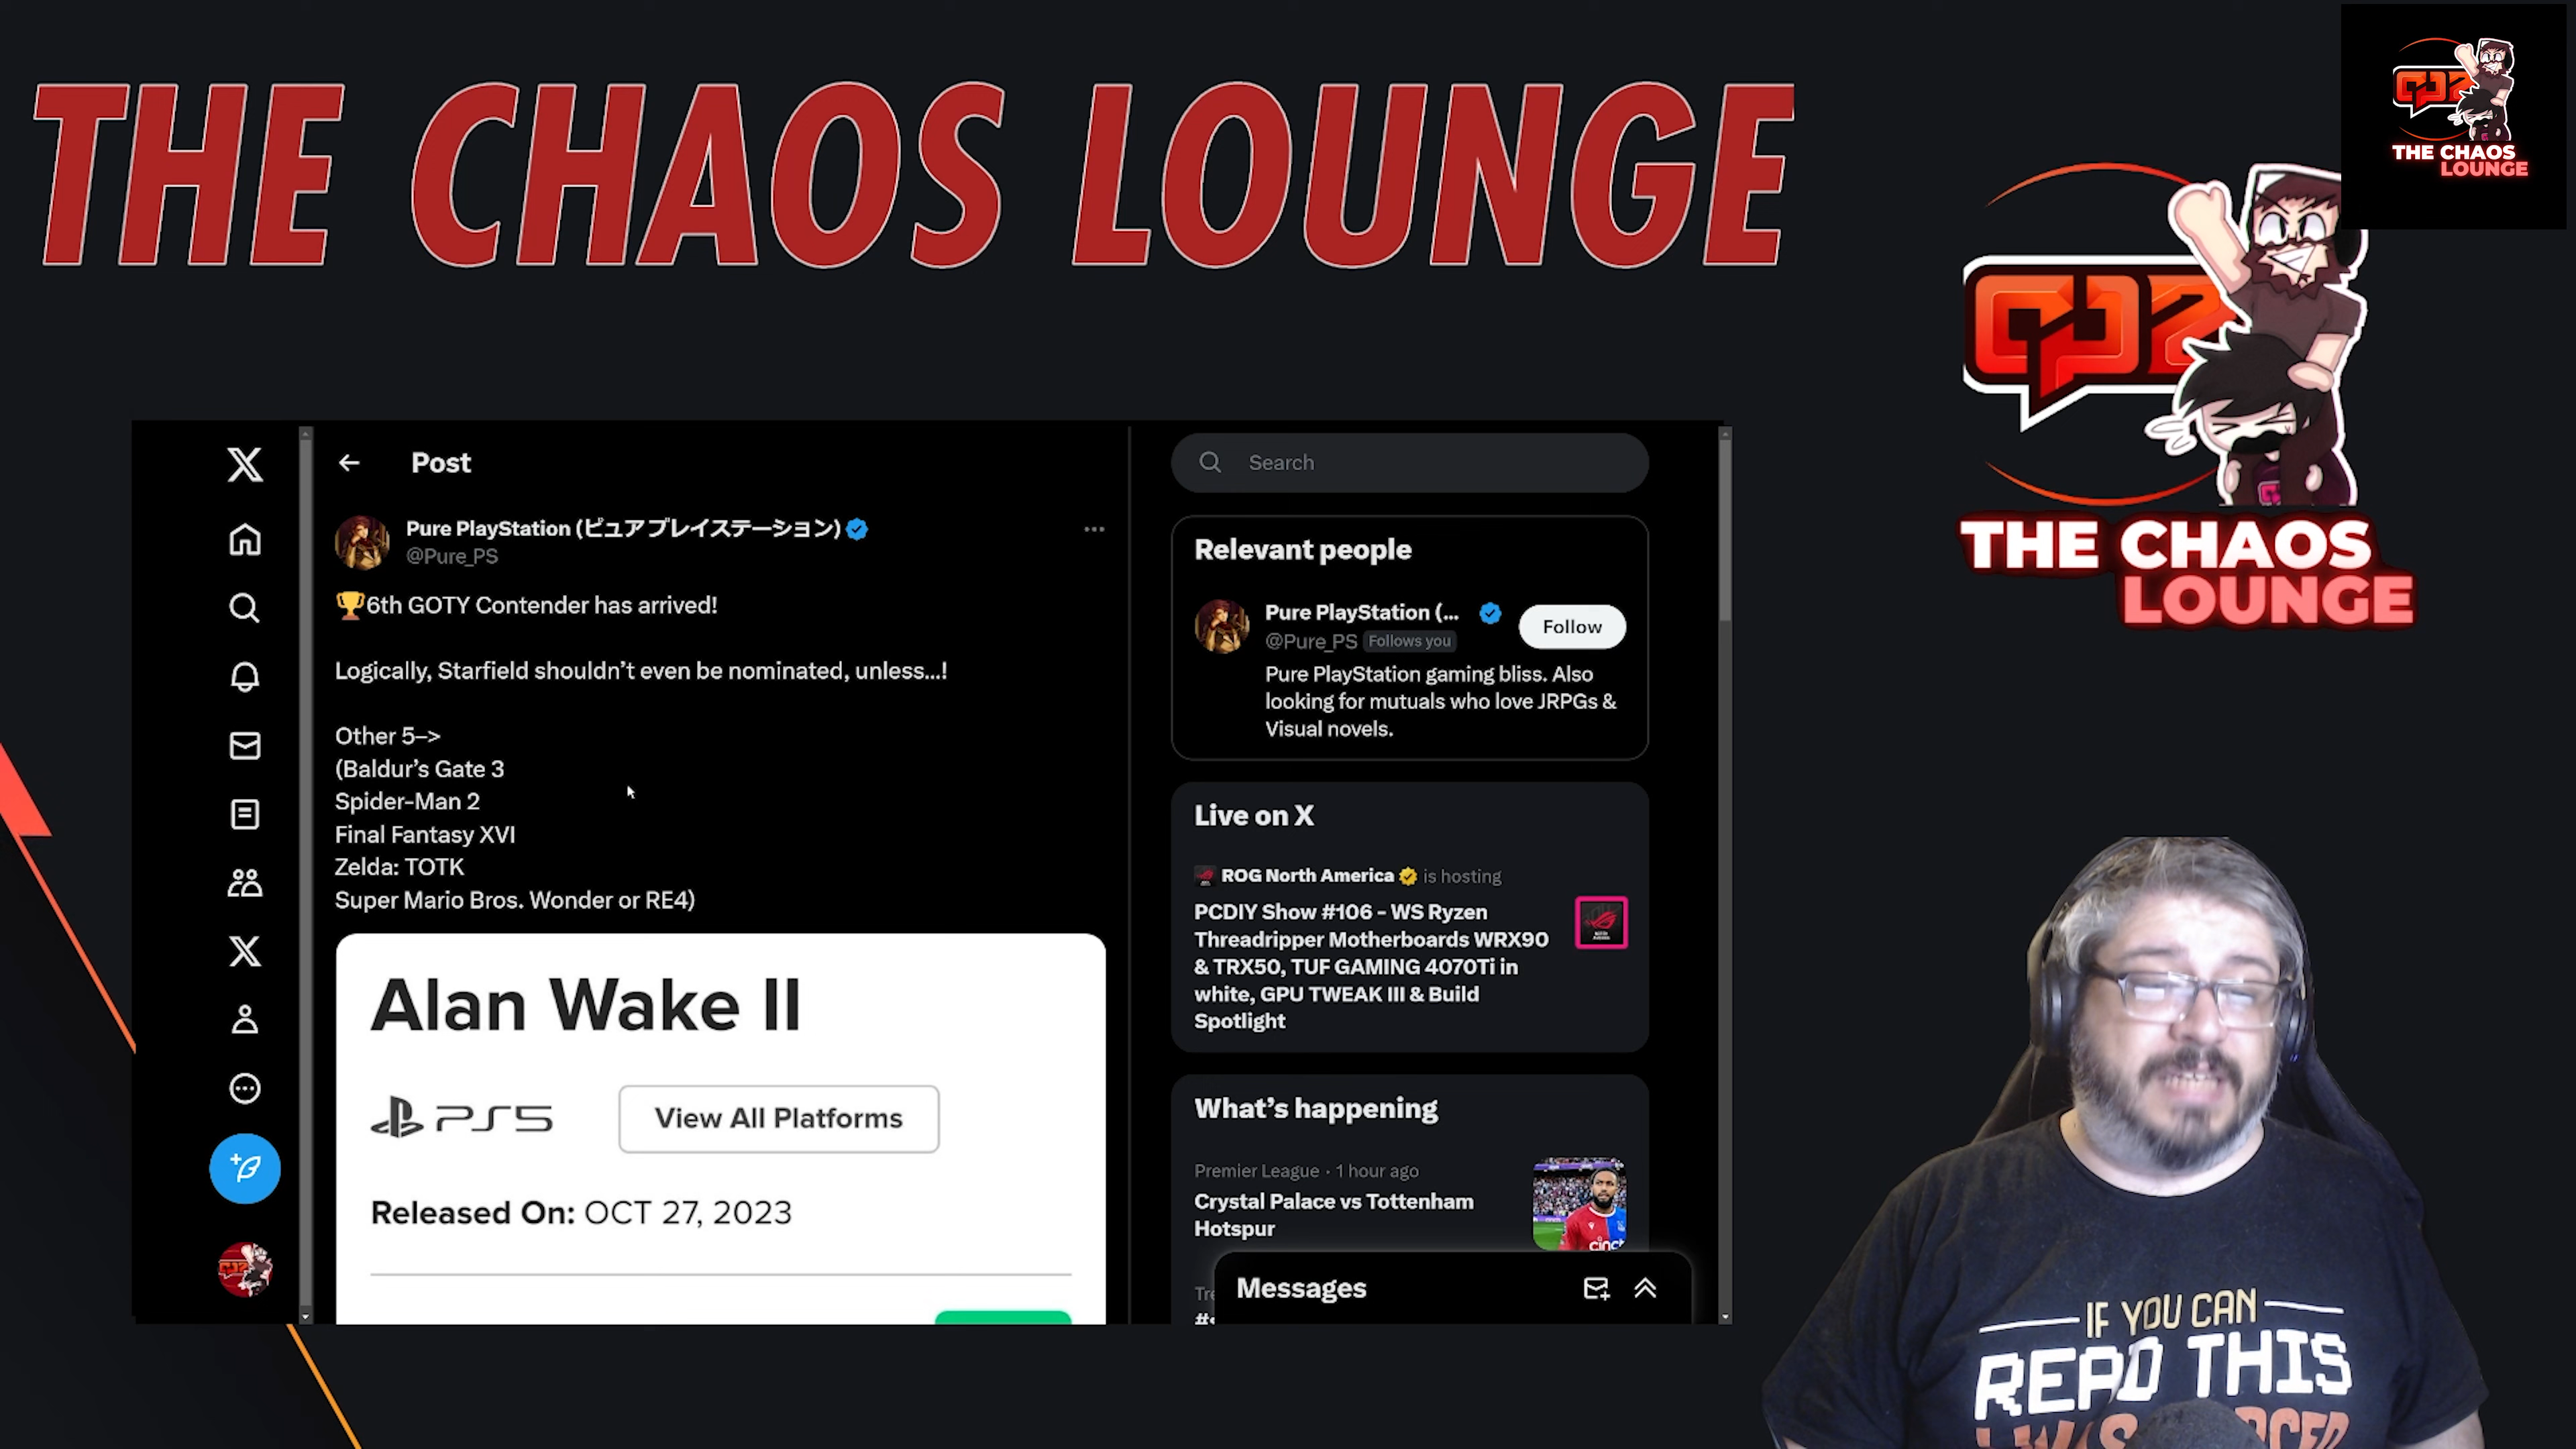 THE CHAOS LOUNGE
THE CHAOS
LOUNGE
THE CHAOS
LOUNGE
Post
Pure PlayStation (ピュアプレイステーション)
@Pure_PS
🏆6th GOTY Contender has arrived!
Logically, Starfield shouldn't even be nominated, unless...!
Other 5–>
(Baldur's Gate 3
Spider-Man 2
Final Fantasy XVI
Zelda: TOTK
Super Mario Bros. Wonder or RE4)
Alan Wake II
PS5
View All Platforms
Released On: OCT 27, 2023
Search
Relevant people
Pure PlayStation (...
@Pure_PS Follows you
Follow
Pure PlayStation gaming bliss. Also
looking for mutuals who love JRPGs &
Visual novels.
Live on X
ROG North America is hosting
PCDIY Show #106 - WS Ryzen
Threadripper Motherboards WRX90
& TRX50, TUF GAMING 4070Ti in
white, GPU TWEAK III & Build
Spotlight
What's happening
Premier League · 1 hour ago
Crystal Palace vs Tottenham
Hotspur
Messages
IF YOU CAN
READ THIS